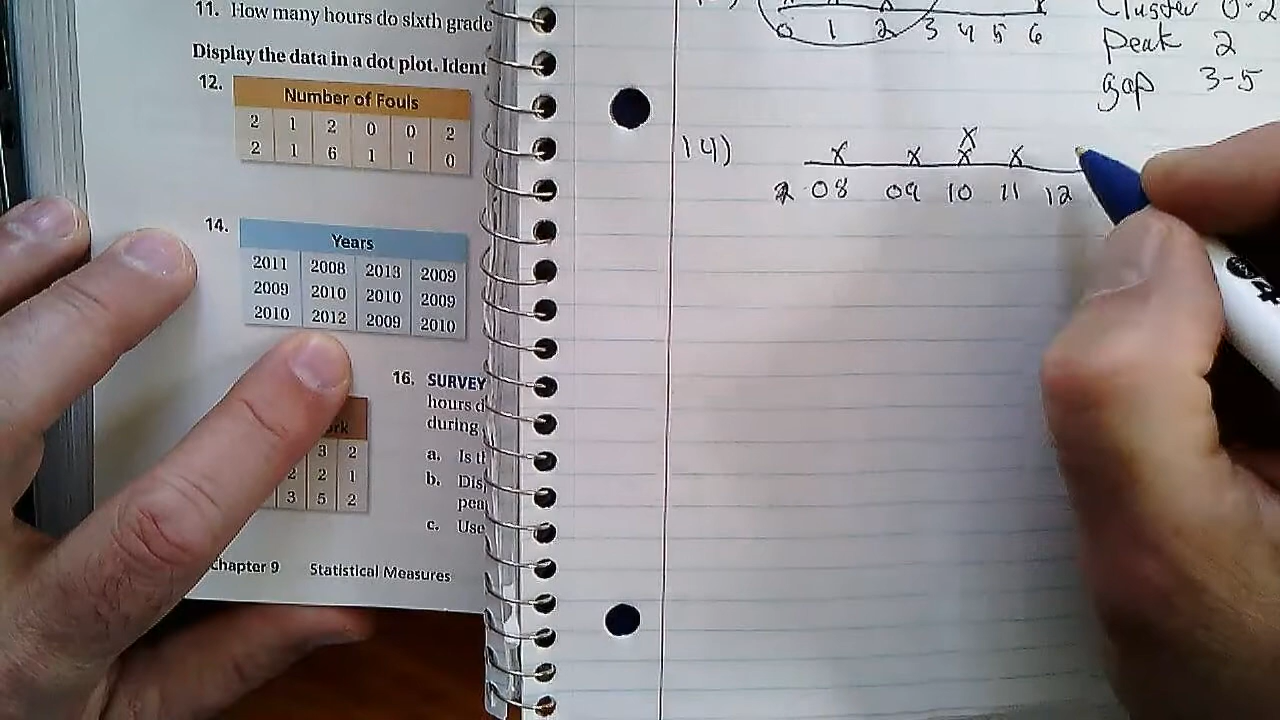 11. How many hours do sixth grade
Display the data in a dot plot. Ident
12.
Number of Fouls
2 1 2 0 0 2
2 1 6 1 1 0
14.
Years
2011 2008 2013 2009
2009 2010 2010 2009
2010 2012 2009 2010
16. SURVEY
hours d
during
a. Is th
b. Dis
pea
c. Use
rk
3 2
2 2 1
3 5 2
Chapter 9 Statistical Measures
0 1 2 3 4 5 6
Cluster 0-2
peak 2
gap 3-5
14)
x x x x x
08 09 10 11 12